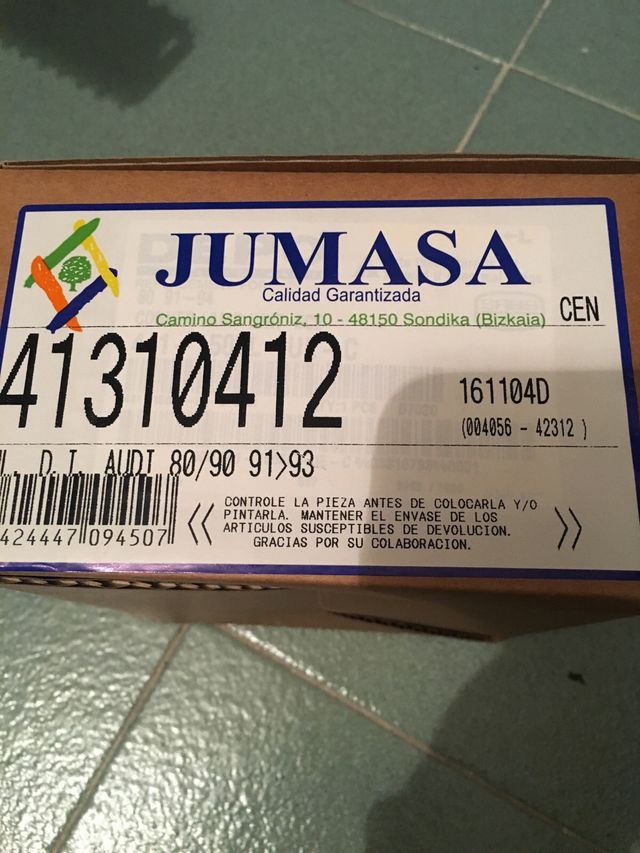 JUMASA
Calidad Garantizada
Camino Sangróniz, 10 - 48150 Sondika (Bizkaia)
CEN
41310412
161104D
(004056 - 42312 )
. D.I. AUDI 80/90 91>93
424447 094507
CONTROLE LA PIEZA ANTES DE COLOCARLA Y/O
PINTARLA. MANTENER EL ENVASE DE LOS
ARTICULOS SUSCEPTIBLES DE DEVOLUCION.
GRACIAS POR SU COLABORACION.